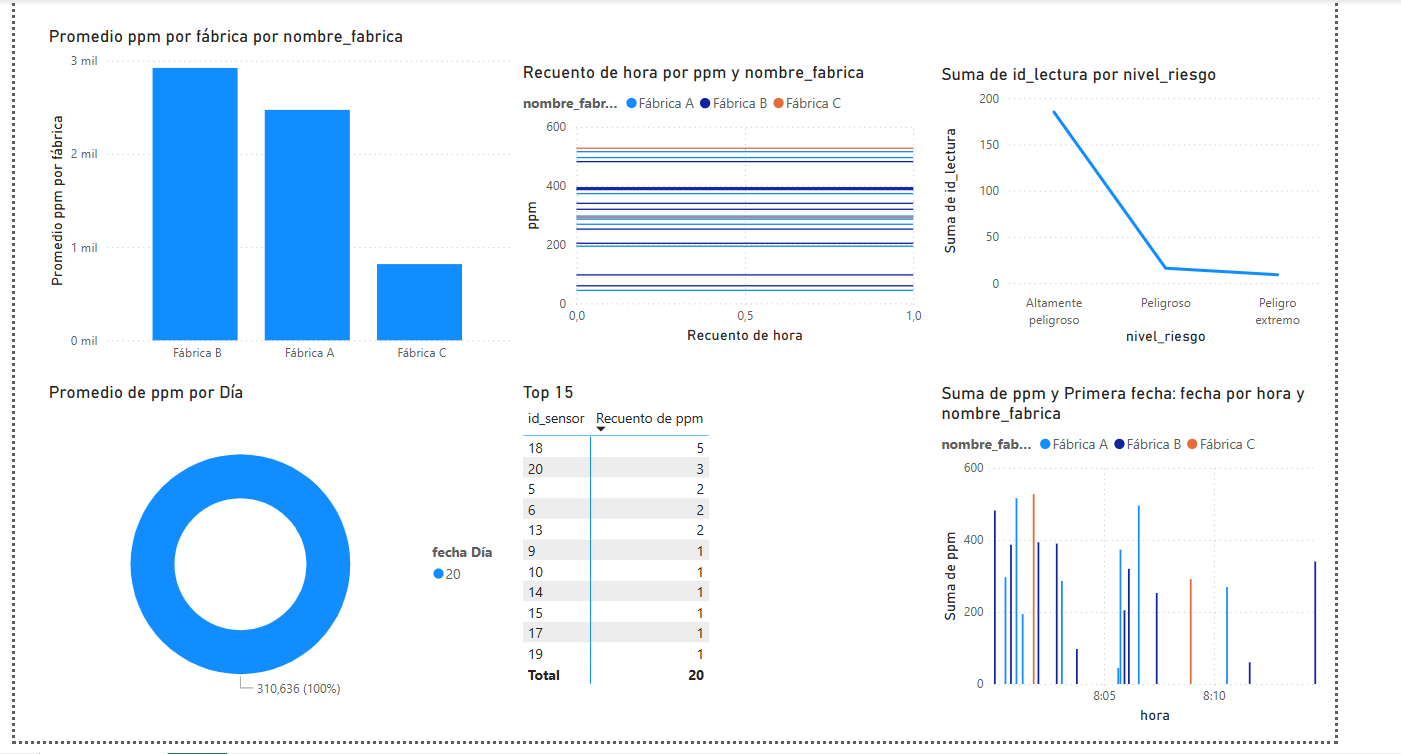 Promedio ppm por fábrica por nombre_fabrica
Promedio ppm por fábrica
3 mil
2 mil
1 mil
0 mil
Fábrica B
Fábrica A
Fábrica C
Recuento de hora por ppm y nombre_fabrica
nombre_fabr... Fábrica A Fábrica B Fábrica C
ppm
600
400
200
0
0,0
0,5
1,0
Recuento de hora
Suma de id_lectura por nivel_riesgo
Suma de id_lectura
200
150
100
50
0
Altamente
peligroso
Peligroso
Peligro
extremo
nivel_riesgo
Promedio de ppm por Día
310,636 (100%)
fecha Día
20
Top 15
id_sensor Recuento de ppm
18 5
20 3
5 2
6 2
13 2
9 1
10 1
14 1
15 1
17 1
19 1
Total 20
Suma de ppm y Primera fecha: fecha por hora y
nombre_fabrica
nombre_fab... Fábrica A Fábrica B Fábrica C
Suma de ppm
600
400
200
0
8:05
8:10
hora